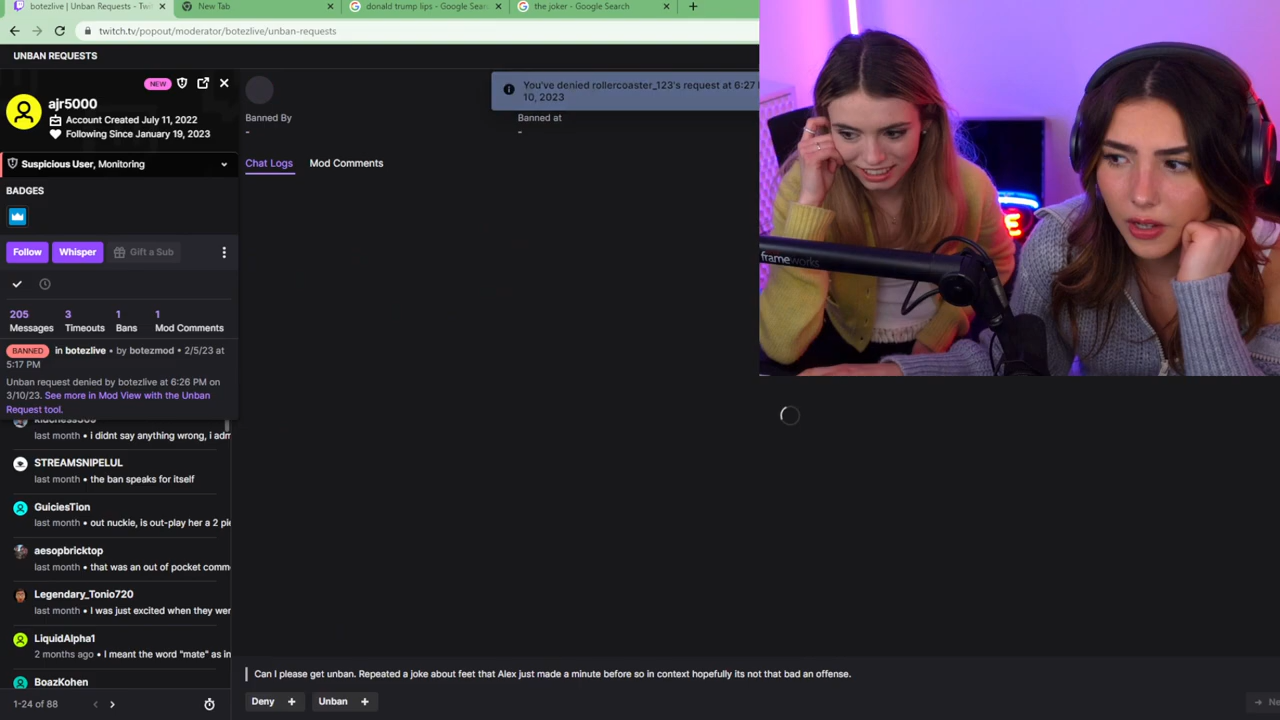 botezlive | Unban Requests - Twi
New Tab
donald trump lips - Google Sear
the joker - Google Search
twitch.tv/popout/moderator/botezlive/unban-requests
UNBAN REQUESTS
NEW
ajr5000
Account Created July 11, 2022
Following Since January 19, 2023
Suspicious User, Monitoring
BADGES
Follow
Whisper
Gift a Sub
205
3
1
1
Messages
Timeouts
Bans
Mod Comments
BANNED in botezlive • by botezmod • 2/5/23 at
5:17 PM
Unban request denied by botezlive at 6:26 PM on
3/10/23. See more in Mod View with the Unban
Request tool.
last month • i didnt say anything wrong, i adm
STREAMSNIPELUL
last month • the ban speaks for itself
GuiciesTion
last month • out nuckie, is out-play her a 2 pie
aesopbricktop
last month • that was an out of pocket comm
Legendary_Tonio720
last month • I was just excited when they wer
LiquidAlpha1
2 months ago • I meant the word "mate" as in
BoazKohen
1-24 of 88
You've denied rollercoaster_123's request at 6:27
10, 2023
Banned By
-
Banned at
-
Chat Logs
Mod Comments
frameworks
Can I please get unban. Repeated a joke about feet that Alex just made a minute before so in context hopefully its not that bad an offense.
Deny +
Unban +